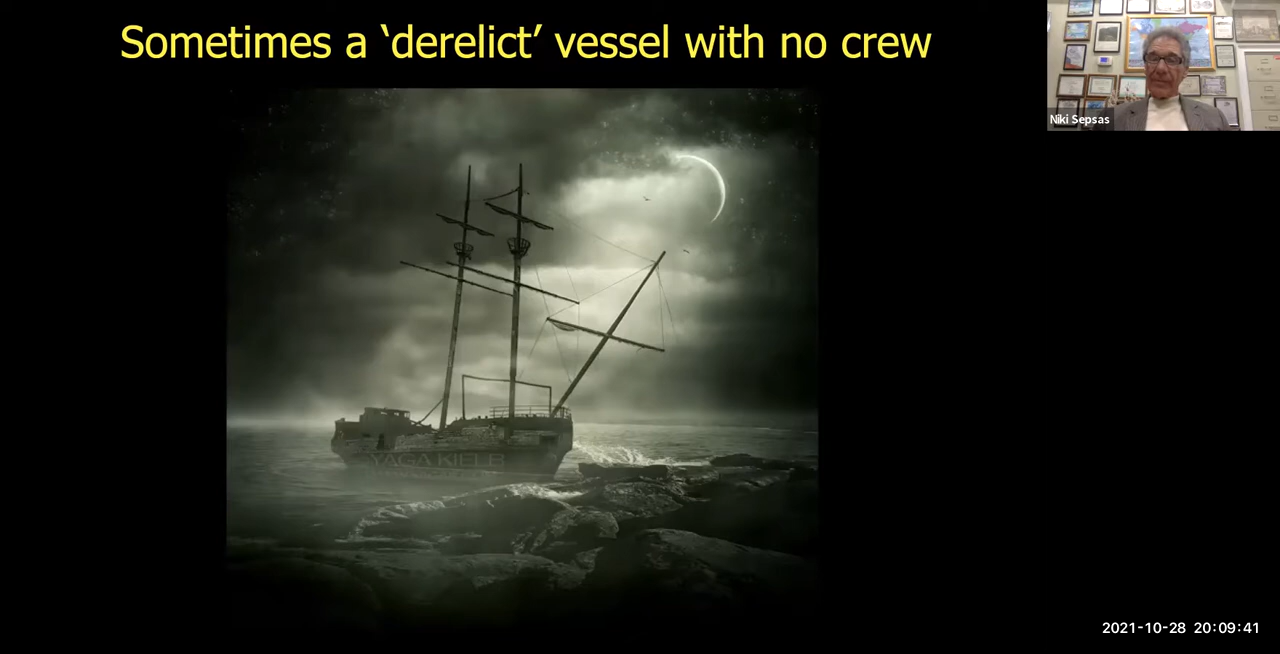 Sometimes a ‘derelict’ vessel with no crew
Niki Sepsas
2021-10-28 20:09:41